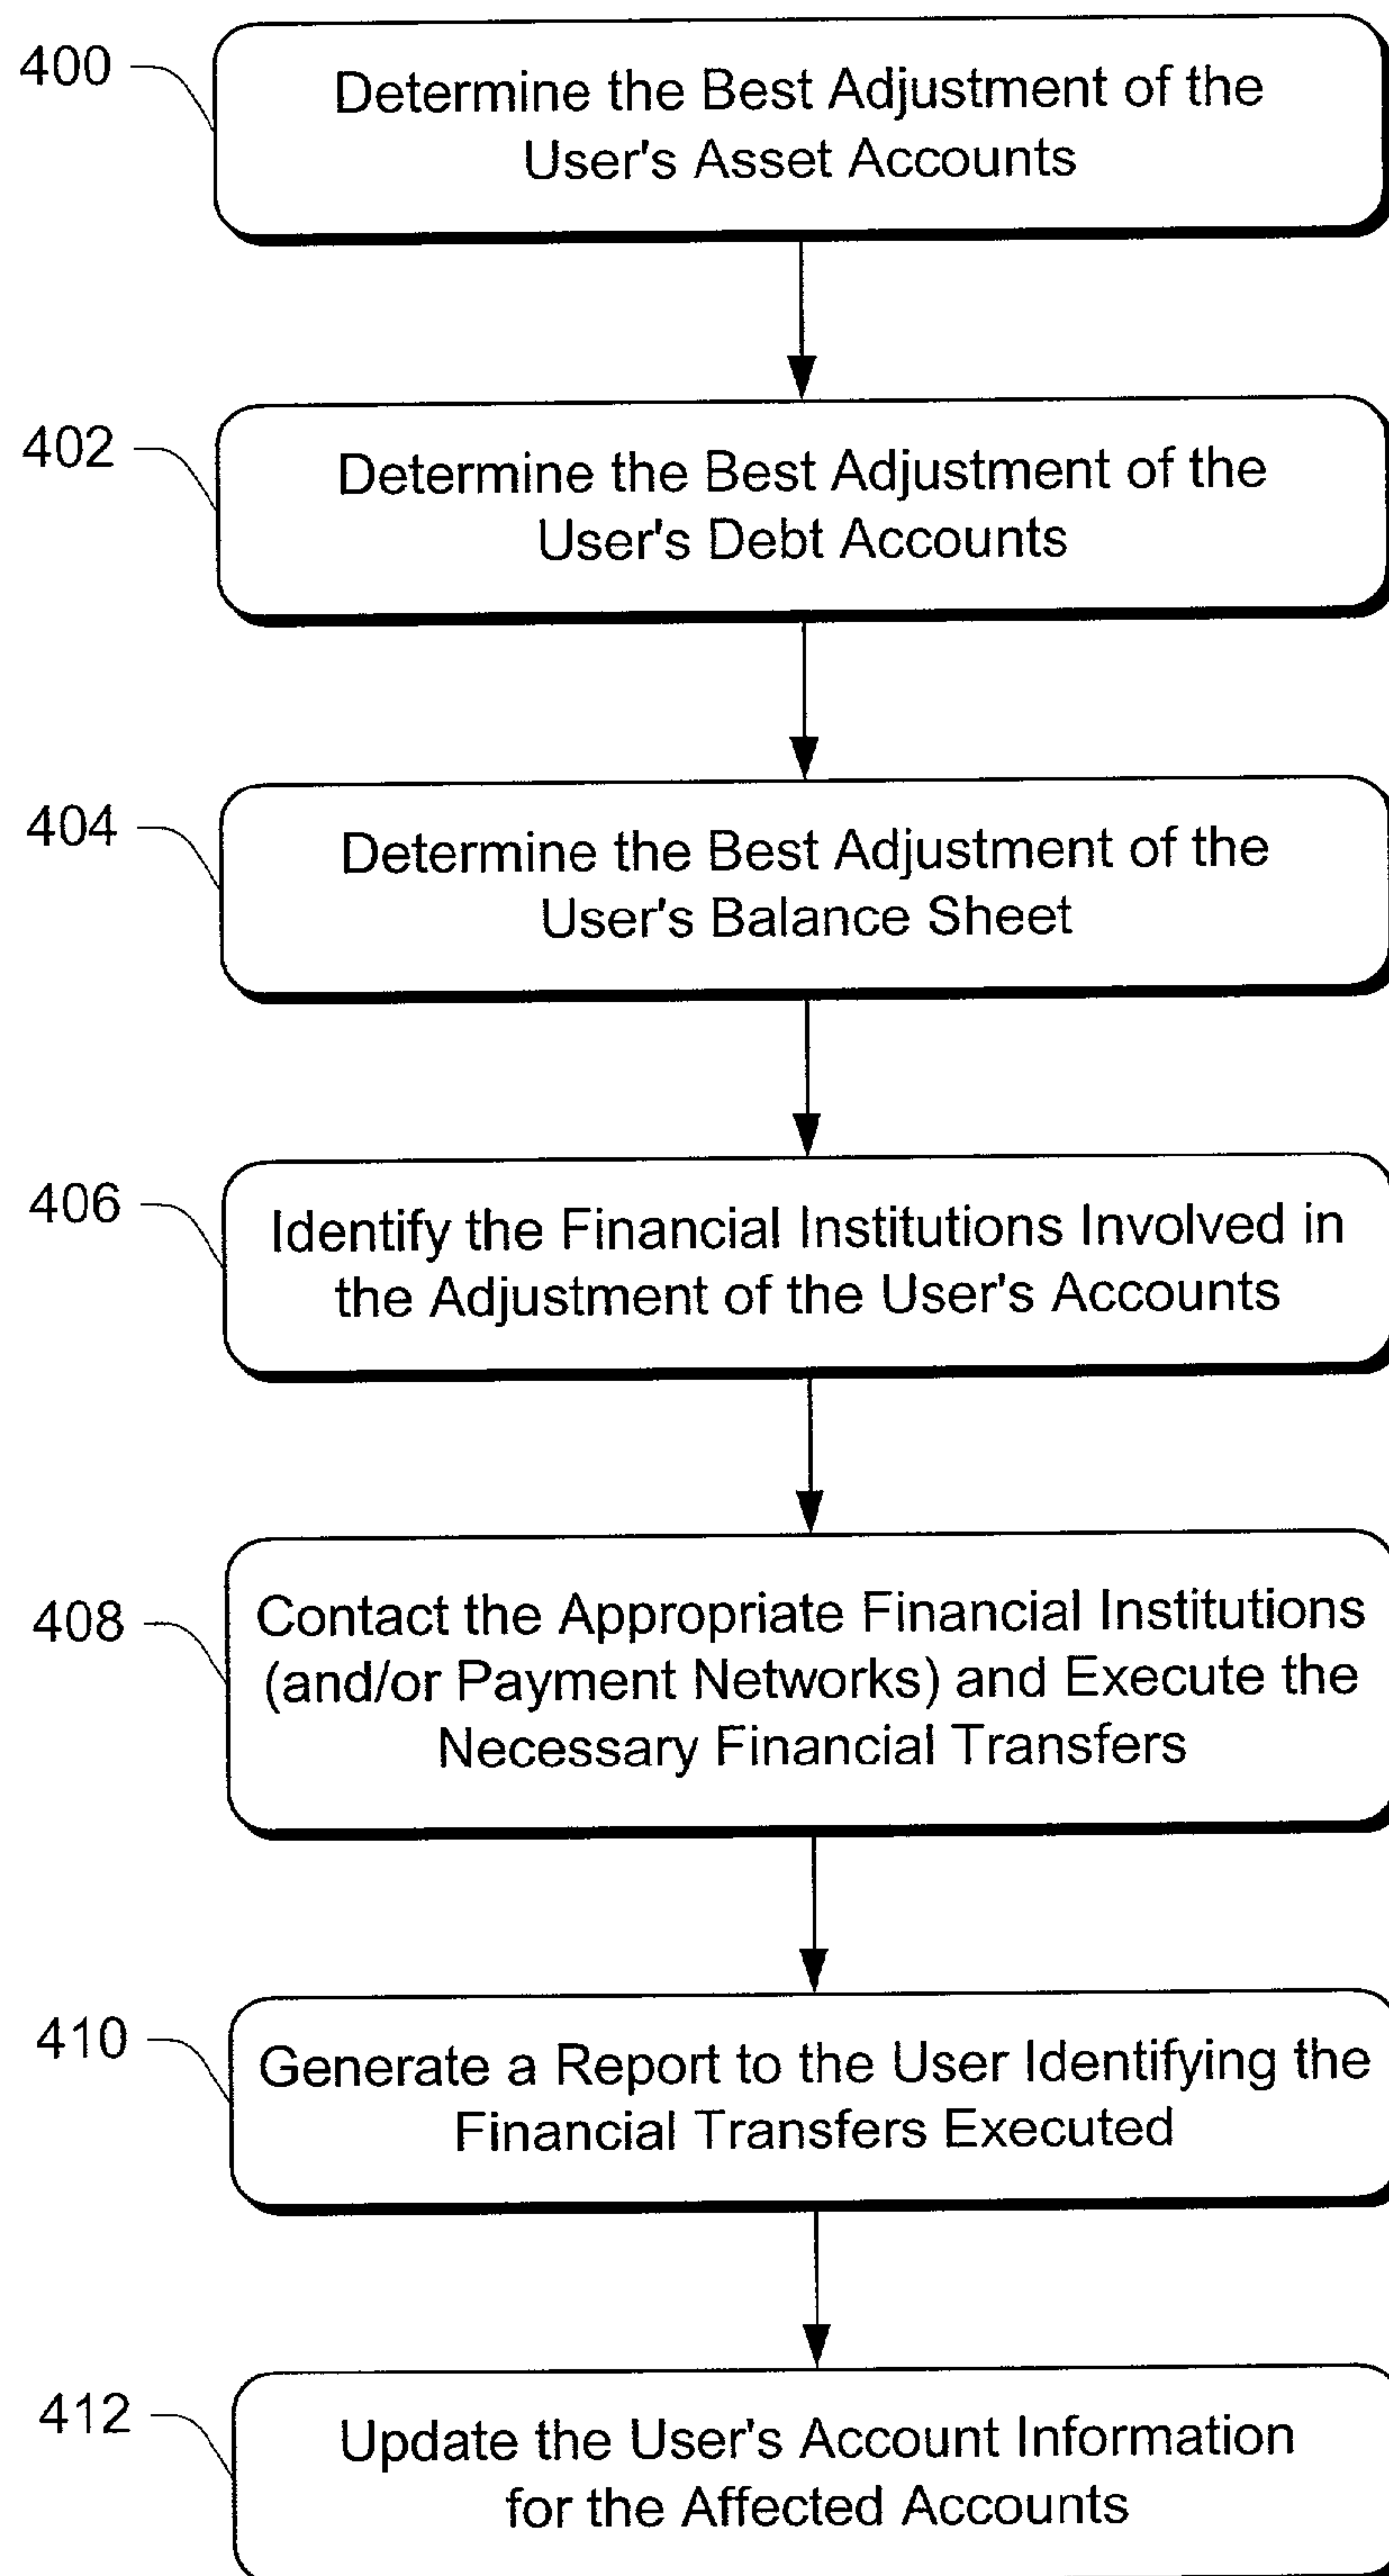 400
Determine the Best Adjustment of the
User's Asset Accounts
402
Determine the Best Adjustment of the
User's Debt Accounts
404
Determine the Best Adjustment of the
User's Balance Sheet
406
Identify the Financial Institutions Involved in
the Adjustment of the User's Accounts
408
Contact the Appropriate Financial Institutions
(and/or Payment Networks) and Execute the
Necessary Financial Transfers
410
Generate a Report to the User Identifying the
Financial Transfers Executed
412
Update the User's Account Information
for the Affected Accounts